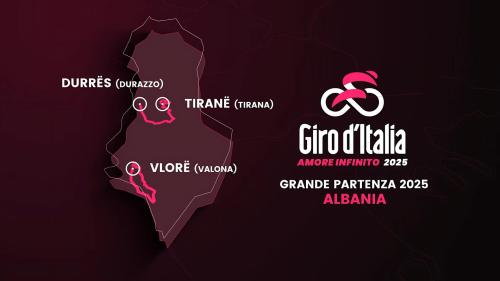 DURRËS (DURAZZO)
TIRANË (TIRANA)
VLORË (VALONA)
Giro d'Italia
AMORE INFINITO 2025
GRANDE PARTENZA 2025
ALBANIA